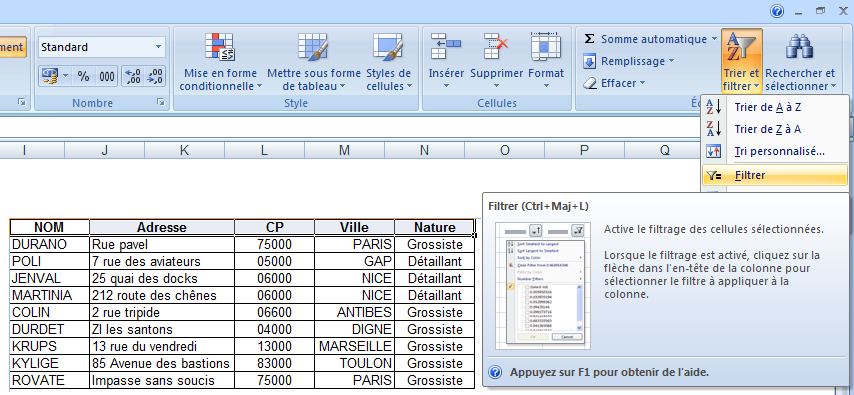 ment
Standard
% 000
Nombre
Mise en forme conditionnelle
Mettre sous forme de tableau
Styles de cellules
Style
Insérer Supprimer Format
Cellules
Σ Somme automatique
Remplissage
Effacer
Trier et filtrer
Rechercher et sélectionner
Trier de A à Z
Trier de Z à A
Tri personnalisé...
Filtrer
I J K L M N O P Q
Filtrer (Ctrl+Maj+L)
Active le filtrage des cellules sélectionnées.
Lorsque le filtrage est activé, cliquez sur la
flèche dans l'en-tête de la colonne pour
sélectionner le filtre à appliquer à la
colonne.
Appuyez sur F1 pour obtenir de l'aide.
NOM Adresse CP Ville Nature
DURANO Rue pavel 75000 PARIS Grossiste
POLI 7 rue des aviateurs 05000 GAP Détaillant
JENVAL 25 quai des docks 06000 NICE Détaillant
MARTINIA 212 route des chênes 06000 NICE Détaillant
COLIN 2 rue tripide 06600 ANTIBES Grossiste
DURDET ZI les santons 04000 DIGNE Grossiste
KRUPS 13 rue du vendredi 13000 MARSEILLE Grossiste
KYLIGE 85 Avenue des bastions 83000 TOULON Grossiste
ROVATE Impasse sans soucis 75000 PARIS Grossiste